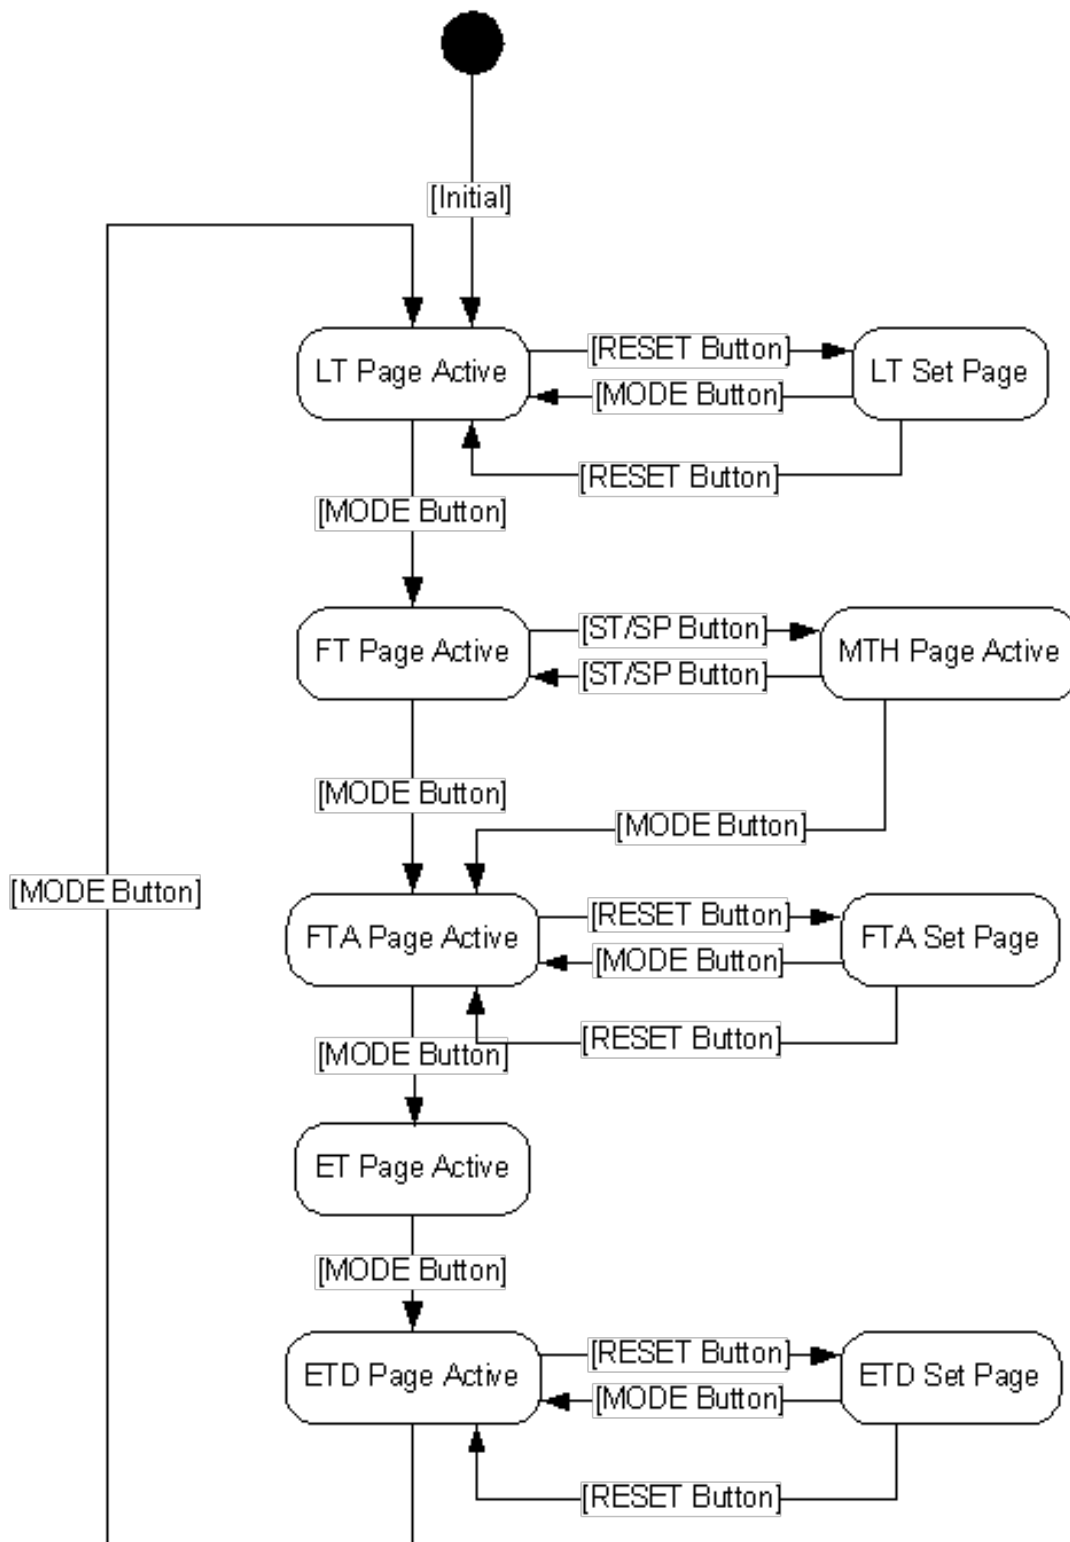 [Initial]
LT Page Active
[RESET Button]
LT Set Page
[MODE Button]
[RESET Button]
[MODE Button]
FT Page Active
[ST/SP Button]
MTH Page Active
[ST/SP Button]
[MODE Button]
[MODE Button]
[MODE Button]
FTA Page Active
[RESET Button]
FTA Set Page
[MODE Button]
[RESET Button]
[MODE Button]
ET Page Active
[MODE Button]
ETD Page Active
[RESET Button]
ETD Set Page
[MODE Button]
[RESET Button]